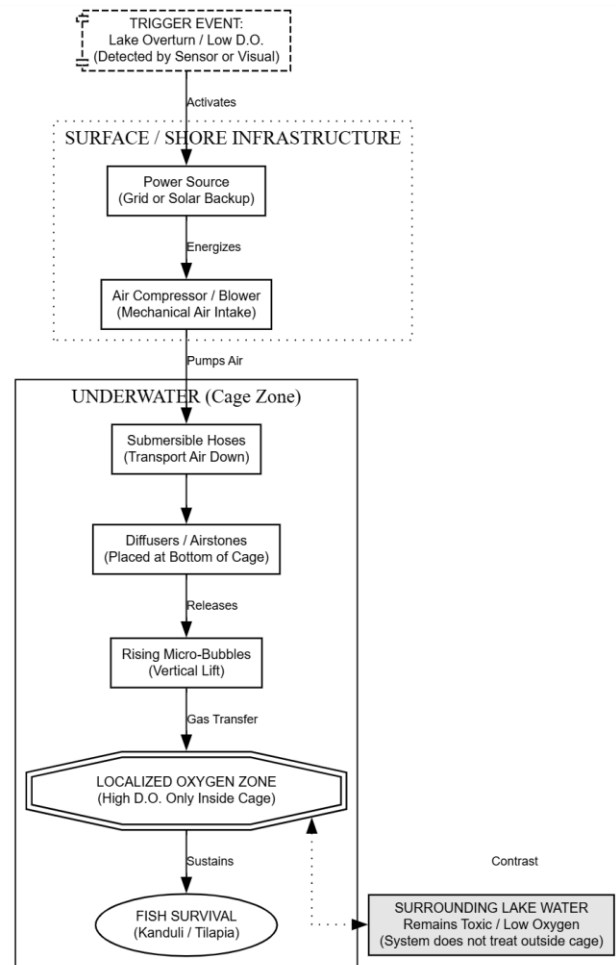 TRIGGER EVENT:
Lake Overturn / Low D.O.
(Detected by Sensor or Visual)
Activates
SURFACE / SHORE INFRASTRUCTURE
Power Source
(Grid or Solar Backup)
Energizes
Air Compressor / Blower
(Mechanical Air Intake)
Pumps Air
UNDERWATER (Cage Zone)
Submersible Hoses
(Transport Air Down)
Diffusers / Airstones
(Placed at Bottom of Cage)
Releases
Rising Micro-Bubbles
(Vertical Lift)
Gas Transfer
LOCALIZED OXYGEN ZONE
(High D.O. Only Inside Cage)
Sustains
Contrast
FISH SURVIVAL
(Kanduli / Tilapia)
SURROUNDING LAKE WATER
Remains Toxic / Low Oxygen
(System does not treat outside cage)